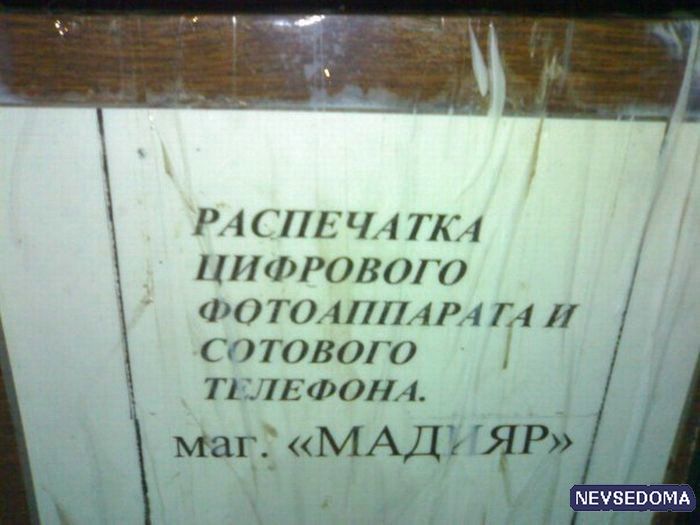 РАСПЕЧАТКА
ЦИФРОВОГО
ФОТОАППАРАТА И
СОТОВОГО
ТЕЛЕФОНА.
маг. «МАДИЯР»
NEVSEDOMA